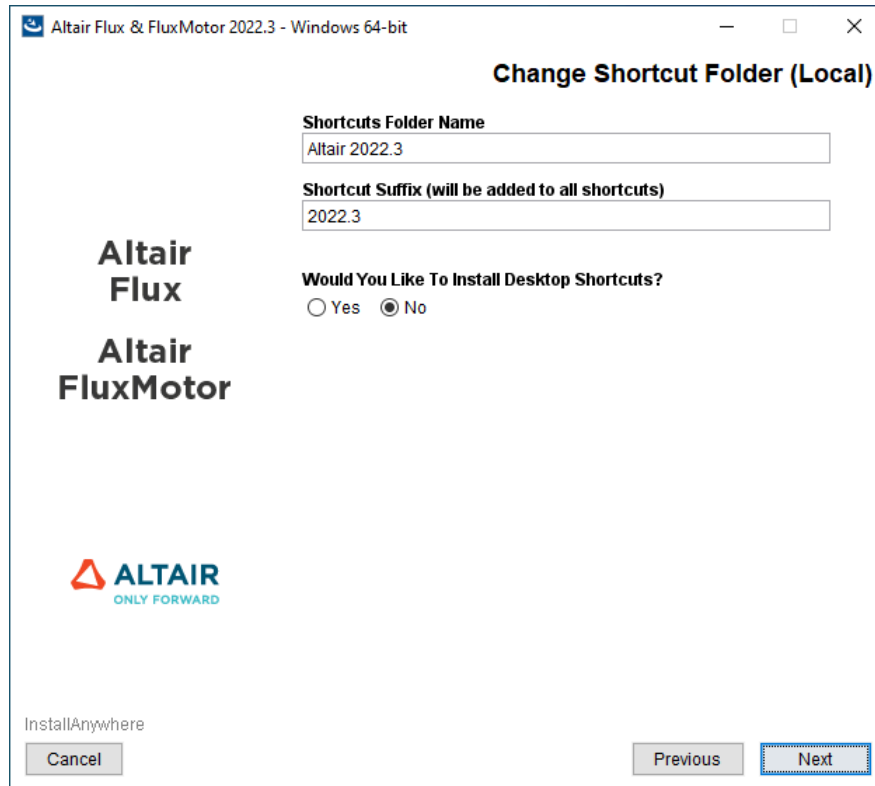 Altair Flux & FluxMotor 2022.3 - Windows 64-bit
Change Shortcut Folder (Local)
Shortcuts Folder Name
Altair 2022.3
Shortcut Suffix (will be added to all shortcuts)
2022.3
Altair
Flux
Would You Like To Install Desktop Shortcuts?
Yes No
Altair
FluxMotor
ALTAIR
ONLY FORWARD
InstallAnywhere
Cancel Previous Next